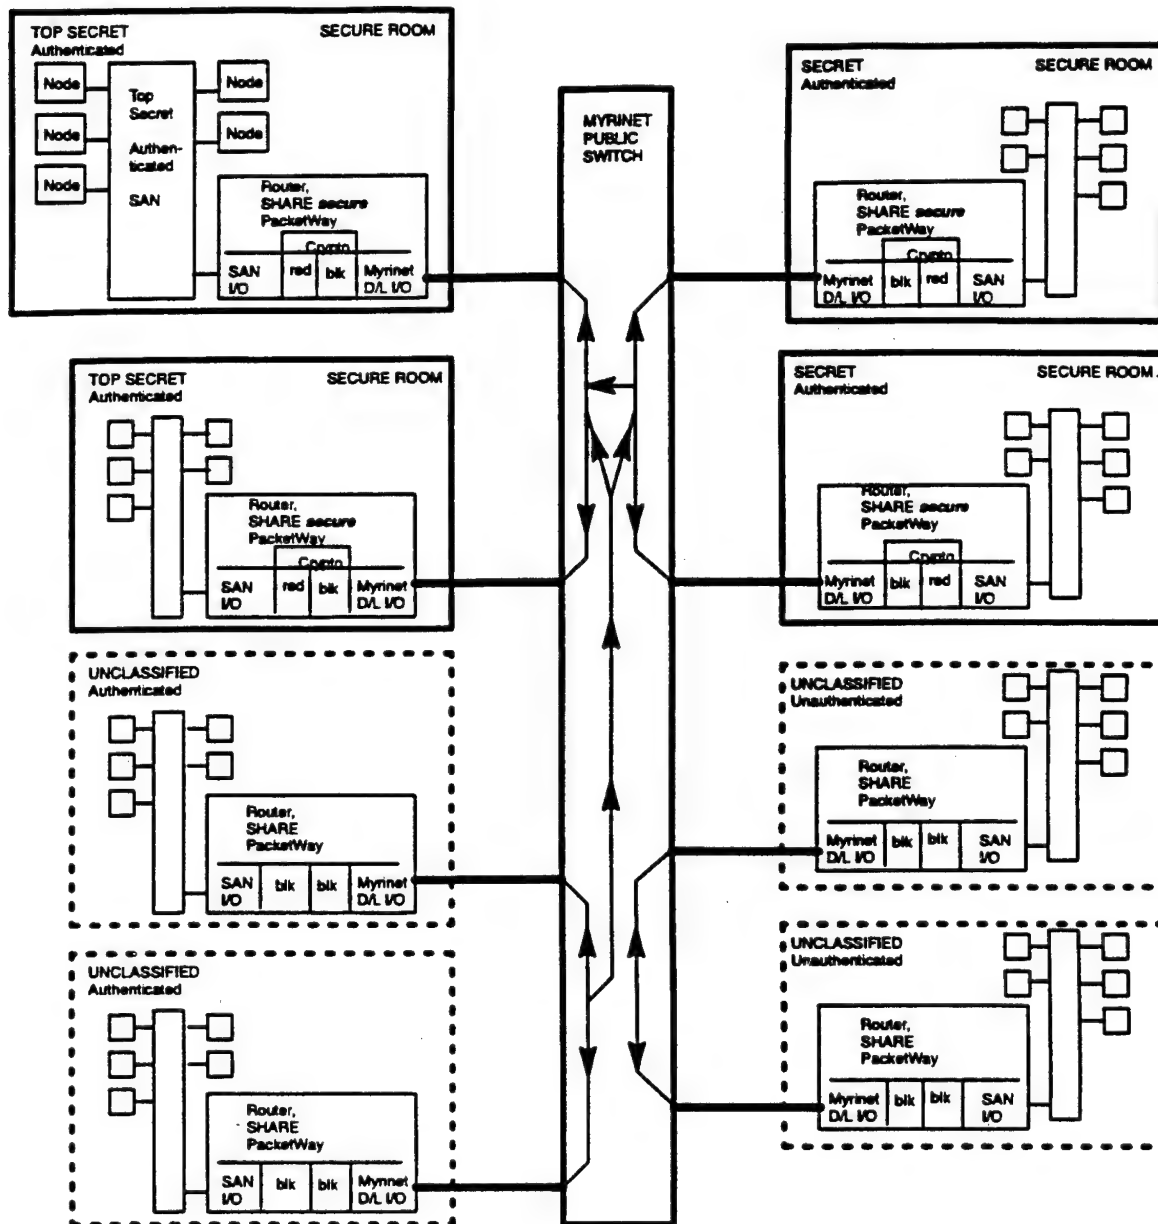 TOP SECRET
Authenticated
SECURE ROOM
Node
Node
Node
Top
Secret
Authen-
ticated
SAN
Node
Node
Router,
SHARE secure
PacketWay
Crypto
SAN
I/O
red
blk
Myrinet
D/L I/O
MYRINET
PUBLIC
SWITCH
SECRET
Authenticated
SECURE ROOM
Router,
SHARE secure
PacketWay
Crypto
Myrinet
D/L I/O
blk
red
SAN
I/O
TOP SECRET
Authenticated
SECURE ROOM
Router,
SHARE secure
PacketWay
Crypto
SAN
I/O
red
blk
Myrinet
D/L I/O
SECRET
Authenticated
SECURE ROOM
Router,
SHARE secure
PacketWay
Crypto
Myrinet
D/L I/O
blk
red
SAN
I/O
UNCLASSIFIED
Authenticated
Router,
SHARE
PacketWay
SAN
I/O
blk
blk
Myrinet
D/L I/O
UNCLASSIFIED
Unauthenticated
Router,
SHARE
PacketWay
Myrinet
D/L I/O
blk
blk
SAN
I/O
UNCLASSIFIED
Authenticated
Router,
SHARE
PacketWay
SAN
I/O
blk
blk
Myrinet
D/L I/O
UNCLASSIFIED
Unauthenticated
Router,
SHARE
PacketWay
Myrinet
D/L I/O
blk
blk
SAN
I/O